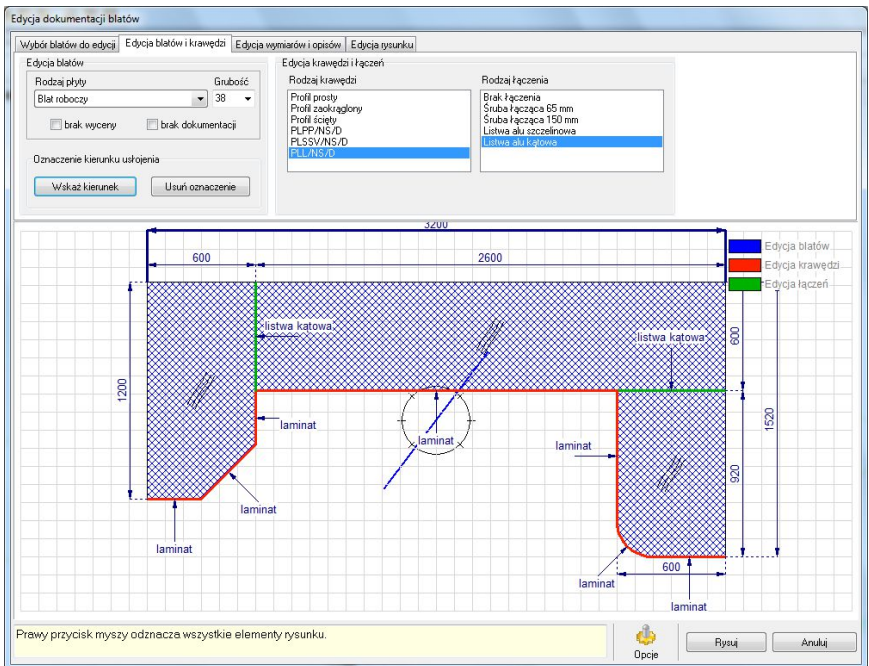 Edycja dokumentacji blatów
Wybór blatów do edycji Edycja blatów i krawędzi Edycja wymiarów i opisów Edycja rysunku
Edycja blatów
Rodzaj płyty Grubość
Blat roboczy 38
brak wyceny brak dokumentacji
Oznaczenie kierunku usłojenia
Wskaż kierunek Usuń oznaczenie
Edycja krawędzi i łączeń
Rodzaj krawędzi
Profil prosty
Profil zaokrąglony
Profil ścięty
PLPP/NS/D
PLSSV/NS/D
PLL/NS/D
Rodzaj łączenia
Brak łączenia
Śruba łącząca 65 mm
Śruba łącząca 150 mm
Listwa alu szczelinowa
Listwa alu kątowa
3200
600 2600
Edycja blatów
Edycja krawędzi
Edycja łączeń
listwa kątowa
listwa kątowa
600
1200
laminat
laminat
laminat
1520
920
laminat
laminat
600
laminat
laminat
Prawy przycisk myszy odznacza wszystkie elementy rysunku.
Opcje
Rysuj Anuluj